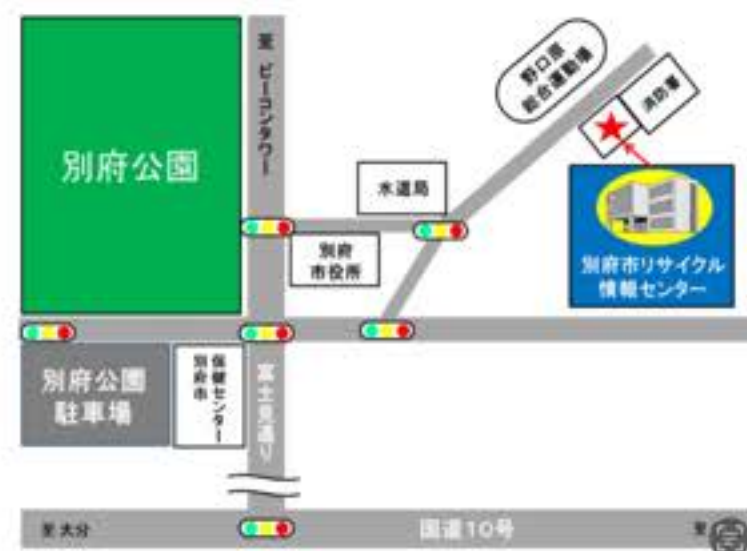 至 ビーコンタワー
野口原
総合運動場
消防署
別府公園
水道局
別府
市役所
別府市リサイクル
情報センター
別府公園
駐車場
別府市
保健センター
富士見通り
至 大分
国道10号
至